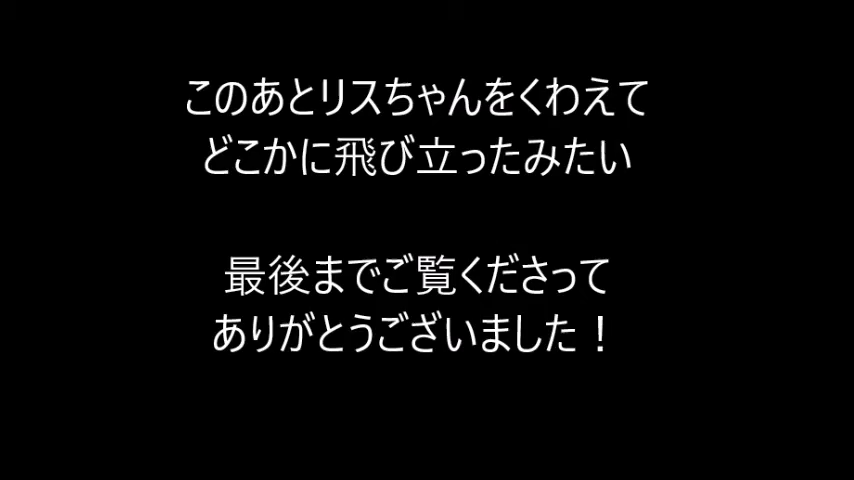 このあとリスちゃんをくわえて
どこかに飛び立ったみたい
最後までご覧くださって
ありがとうございました！